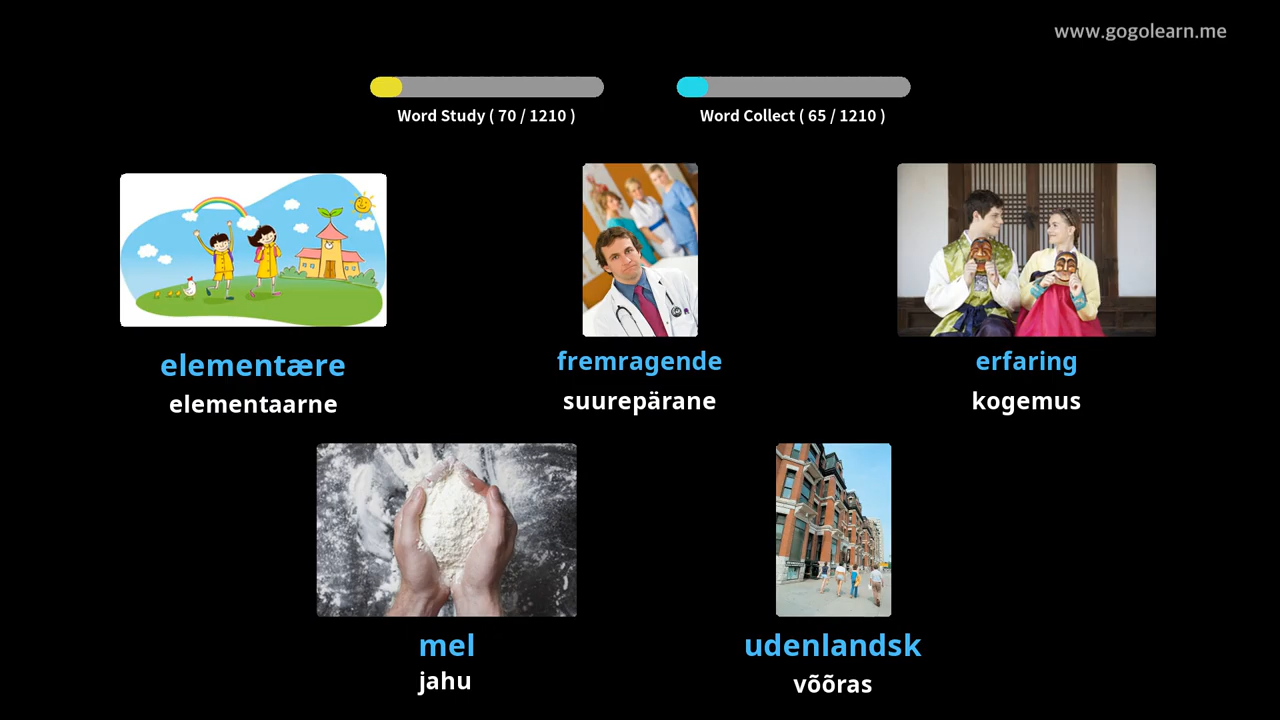 www.gogolearn.me
Word Study ( 70 / 1210 )
Word Collect ( 65 / 1210 )
elementære
elementaarne
fremragende
suurepärane
erfaring
kogemus
mel
jahu
udenlandsk
võõras